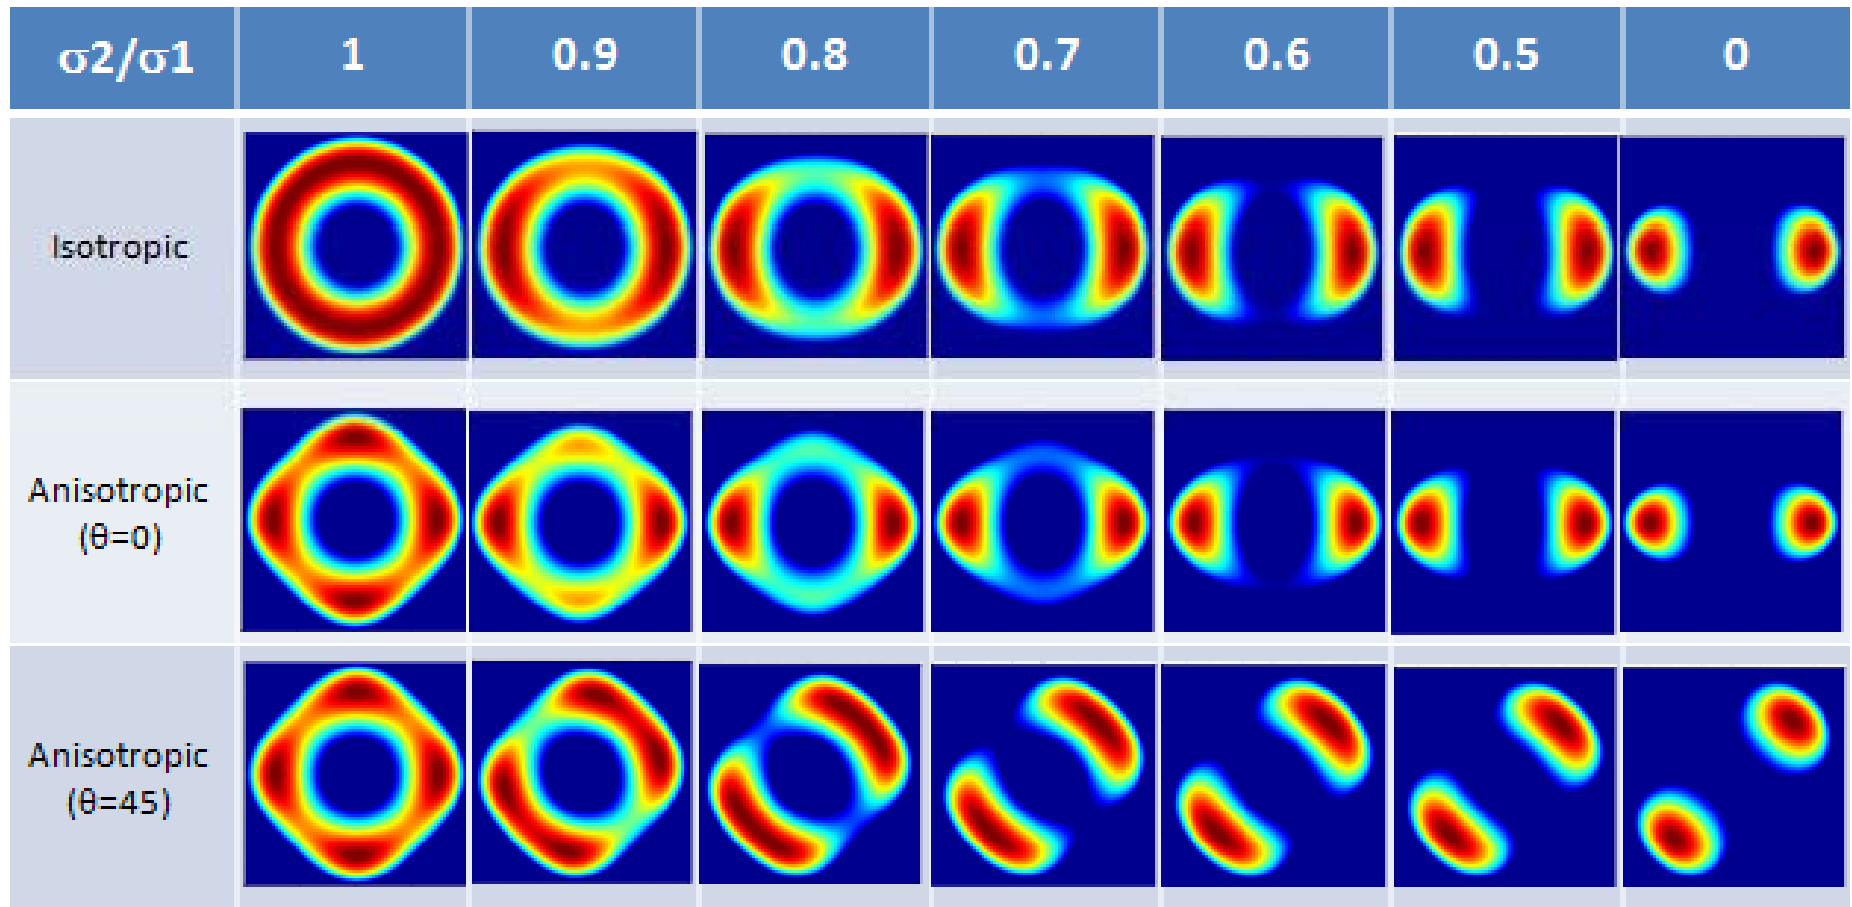 σ2/σ1 1 0.9 0.8 0.7 0.6 0.5 0
Isotropic
Anisotropic
(θ=0)
Anisotropic
(θ=45)